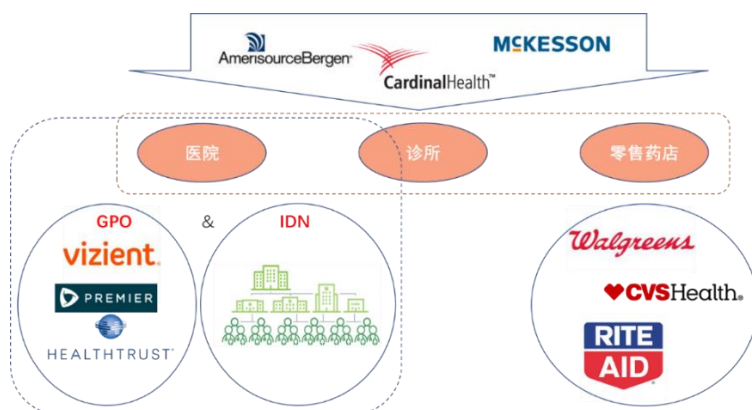 AmerisourceBergen®
CardinalHealth™
MCKESSON
医院
诊所
零售药店
GPO & IDN
vizient.
PREMIER
HEALTHTRUST®
Walgreens
CVSHealth®
RITE
AID®